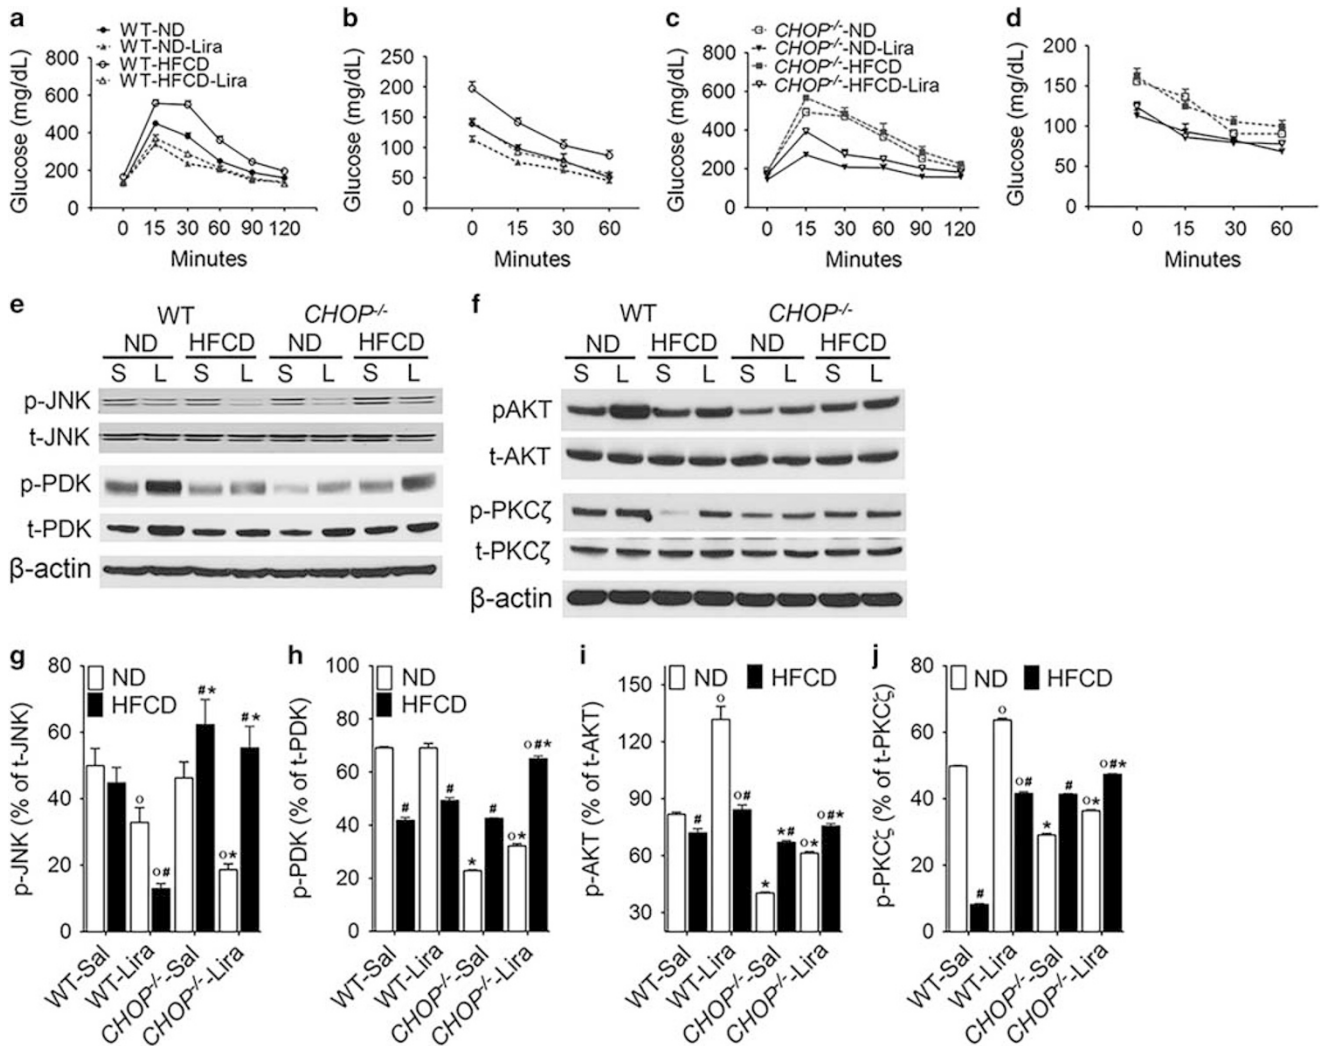 a
WT-ND
WT-ND-Lira
WT-HFCD
WT-HFCD-Lira
Glucose (mg/dL)
800
600
400
200
0
0 15 30 60 90 120
Minutes
b
Glucose (mg/dL)
250
200
150
100
50
0
0 15 30 60
Minutes
c
CHOP-/--ND
CHOP-/--ND-Lira
CHOP-/--HFCD
CHOP-/--HFCD-Lira
Glucose (mg/dL)
800
600
400
200
0
0 15 30 60 90 120
Minutes
d
Glucose (mg/dL)
200
150
100
50
0
0 15 30 60
Minutes
e
WT CHOP-/-
ND HFCD ND HFCD
S L S L S L S L
p-JNK
t-JNK
p-PDK
t-PDK
β-actin
f
WT CHOP-/-
ND HFCD ND HFCD
S L S L S L S L
pAKT
t-AKT
p-PKCζ
t-PKCζ
β-actin
g
ND
HFCD
p-JNK (% of t-JNK)
80
60
40
20
0
o
o#
#*
o*
#*
WT-Sal
WT-Lira
CHOP-/--Sal
CHOP-/--Lira
h
ND
HFCD
p-PDK (% of t-PDK)
100
80
60
40
20
0
#
#
*
#
o*
o#*
WT-Sal
WT-Lira
CHOP-/--Sal
CHOP-/--Lira
i
ND HFCD
p-AKT (% of t-AKT)
150
120
90
60
30
#
o
o#
*
*#
o*
o#*
WT-Sal
WT-Lira
CHOP-/--Sal
CHOP-/--Lira
j
ND HFCD
p-PKCζ (% of t-PKCζ)
80
60
40
20
0
#
o
o#
*
#
o*
o#*
WT-Sal
WT-Lira
CHOP-/--Sal
CHOP-/--Lira